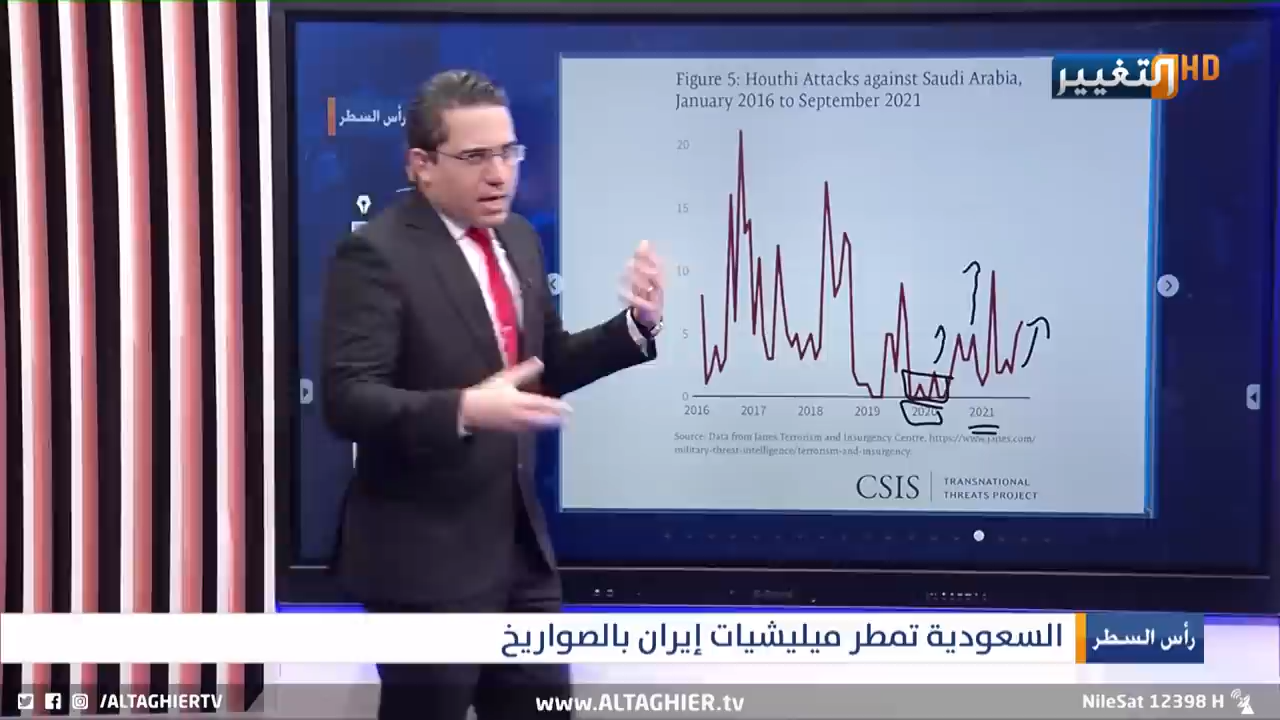 التغيير HD
رأس السطر
Figure 5: Houthi Attacks against Saudi Arabia,
January 2016 to September 2021
20
15
10
5
0
2016 2017 2018 2019 2020 2021
Source: Data from Janes Terrorism and Insurgency Centre, https://www.janes.com/
military-threat-intelligence/terrorism-and-insurgency.
CSIS
TRANSNATIONAL
THREATS PROJECT
رأس السطر
السعودية تمطر ميليشيات إيران بالصواريخ
/ALTAGHIERTV
www.ALTAGHIER.tv
NileSat 12398 H